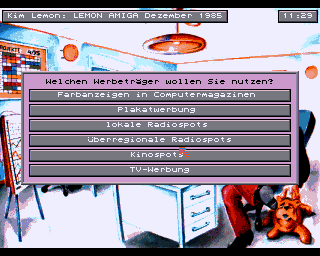 Kim Lemon: LEMON AMIGA Dezember 1985
11:29
Welchen Werbeträger wollen Sie nutzen?
Farbanzeigen in Computermagazinen
Plakatwerbung
lokale Radiospots
überregionale Radiospots
Kinospots
TV-Werbung